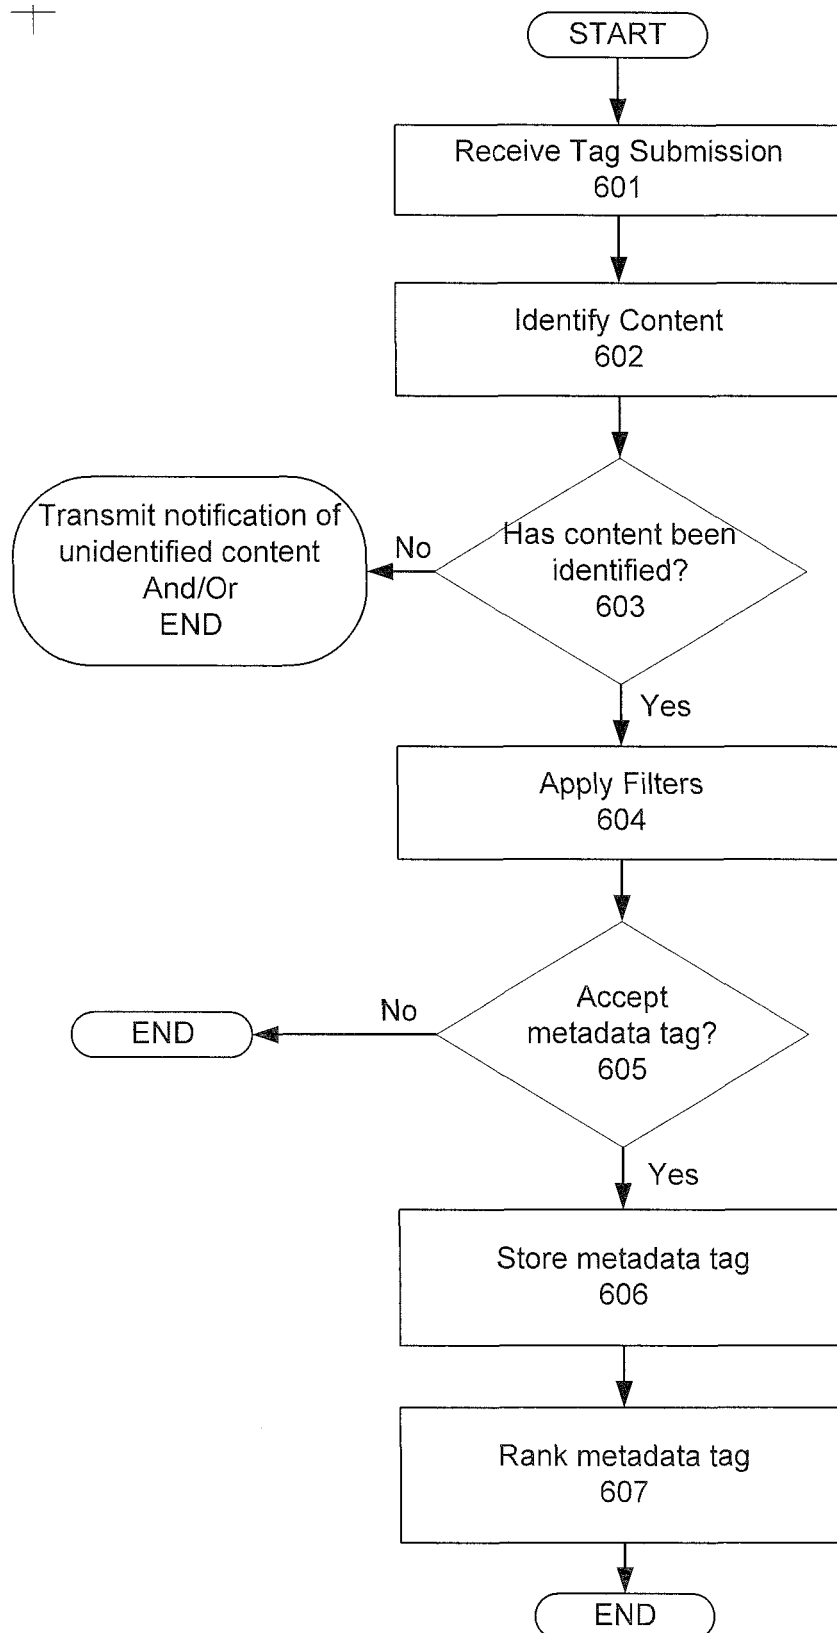 START
Receive Tag Submission
601
Identify Content
602
Has content been
identified?
603
No
Transmit notification of
unidentified content
And/Or
END
Yes
Apply Filters
604
Accept
metadata tag?
605
No
END
Yes
Store metadata tag
606
Rank metadata tag
607
END